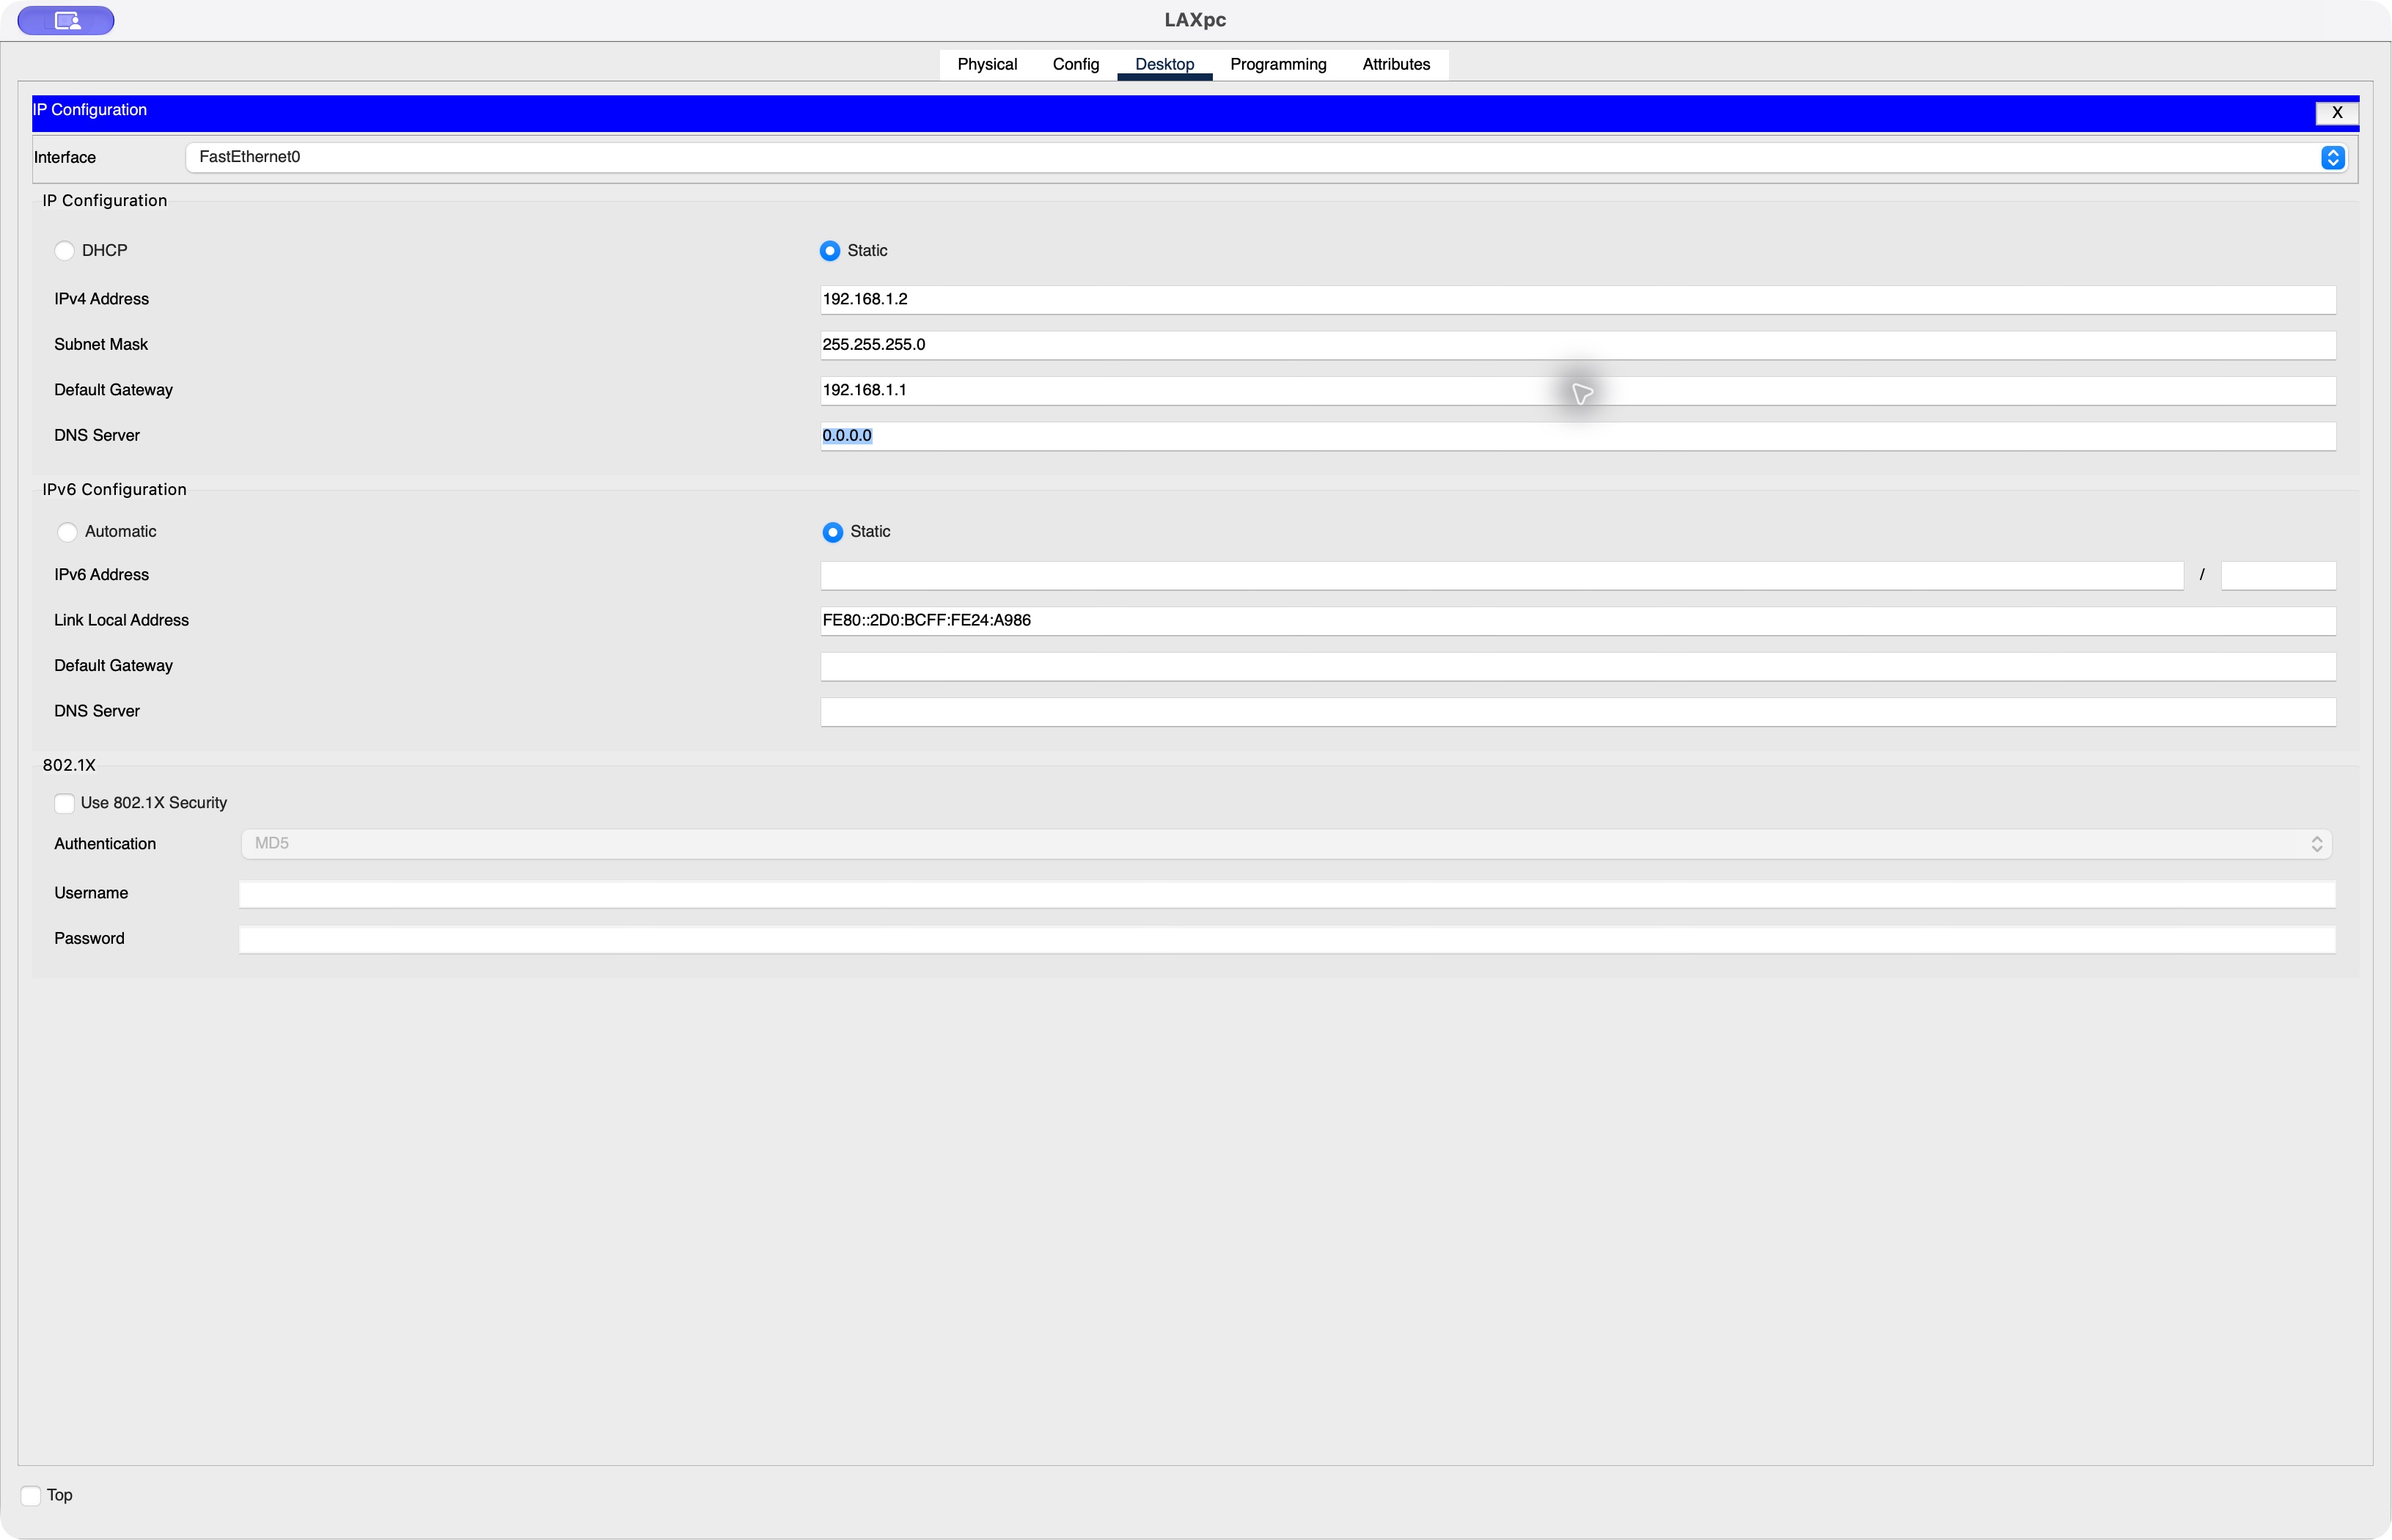 LAXpc
Physical Config Desktop Programming Attributes
IP Configuration X
Interface FastEthernet0
IP Configuration
DHCP Static
IPv4 Address 192.168.1.2
Subnet Mask 255.255.255.0
Default Gateway 192.168.1.1
DNS Server 0.0.0.0
IPv6 Configuration
Automatic Static
IPv6 Address /
Link Local Address FE80::2D0:BCFF:FE24:A986
Default Gateway
DNS Server
802.1X
Use 802.1X Security
Authentication MD5
Username
Password
Top